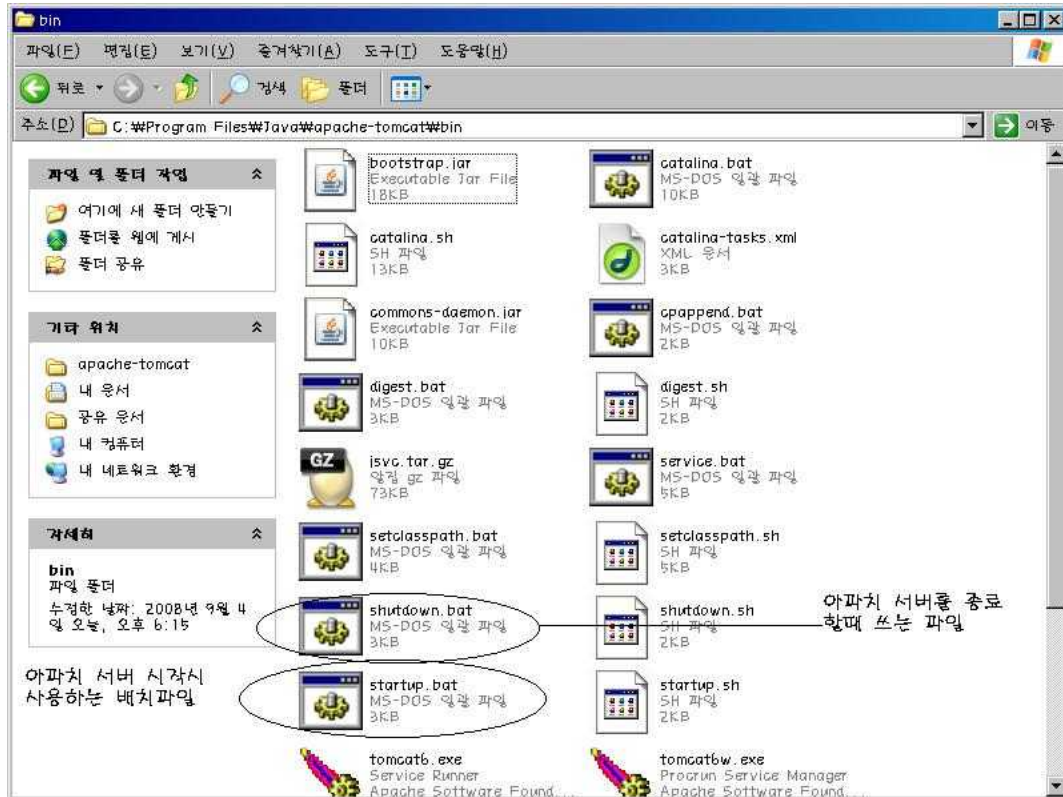 bin
파일(F) 편집(E) 보기(V) 즐겨찾기(A) 도구(T) 도움말(H)
뒤로 검색 폴더
주소(D) C:₩Program Files₩Java₩apache-tomcat₩bin 이동
파일 및 폴더 작업
여기에 새 폴더 만들기
폴더를 웹에 게시
폴더 공유
기타 위치
apache-tomcat
내 문서
공유 문서
내 컴퓨터
내 네트워크 환경
자세히
bin
파일 폴더
수정한 날짜: 2008년 9월 4
일 오늘, 오후 6:15
bootstrap.jar
Executable Jar File
18KB
catalina.bat
MS-DOS 일괄 파일
10KB
catalina.sh
SH 파일
13KB
catalina-tasks.xml
XML 문서
3KB
commons-daemon.jar
Executable Jar File
10KB
cpappend.bat
MS-DOS 일괄 파일
2KB
digest.bat
MS-DOS 일괄 파일
3KB
digest.sh
SH 파일
2KB
GZ
jsvc.tar.gz
알집 gz 파일
73KB
service.bat
MS-DOS 일괄 파일
5KB
setclasspath.bat
MS-DOS 일괄 파일
4KB
setclasspath.sh
SH 파일
5KB
shutdown.bat
MS-DOS 일괄 파일
3KB
shutdown.sh
SH 파일
2KB
아파치 서버를 종료
할때 쓰는 파일
아파치 서버 시작시
사용하는 배치파일
startup.bat
MS-DOS 일괄 파일
3KB
startup.sh
SH 파일
2KB
tomcat6.exe
Service Runner
Apache Software Found...
tomcat6w.exe
Procrun Service Manager
Apache Software Found...